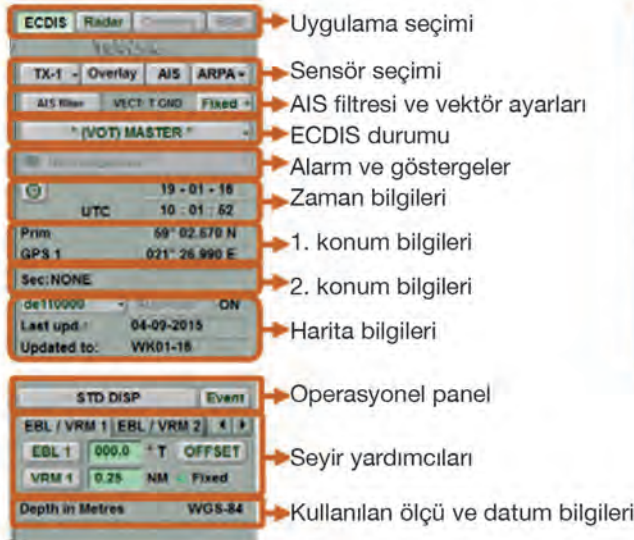 ECDIS Radar
Uygulama seçimi
TX-1 Overlay AIS ARPA
Sensör seçimi
AIS filter VECT: T GND Fixed
AIS filtresi ve vektör ayarları
* (VOT) MASTER *
ECDIS durumu
Alarm ve göstergeler
19 - 01 - 16
UTC 10 : 01 : 52
Zaman bilgileri
Prim 59° 02.570 N
GPS 1 021° 26.990 E
1. konum bilgileri
Sec: NONE
2. konum bilgileri
de110000 ON
Last upd.: 04-09-2015
Updated to: WK01-16
Harita bilgileri
STD DISP Event
Operasyonel panel
EBL / VRM 1 EBL / VRM 2
EBL 1 000.0 ° T OFFSET
VRM 1 0.25 NM Fixed
Seyir yardımcıları
Depth in Metres WGS-84
Kullanılan ölçü ve datum bilgileri